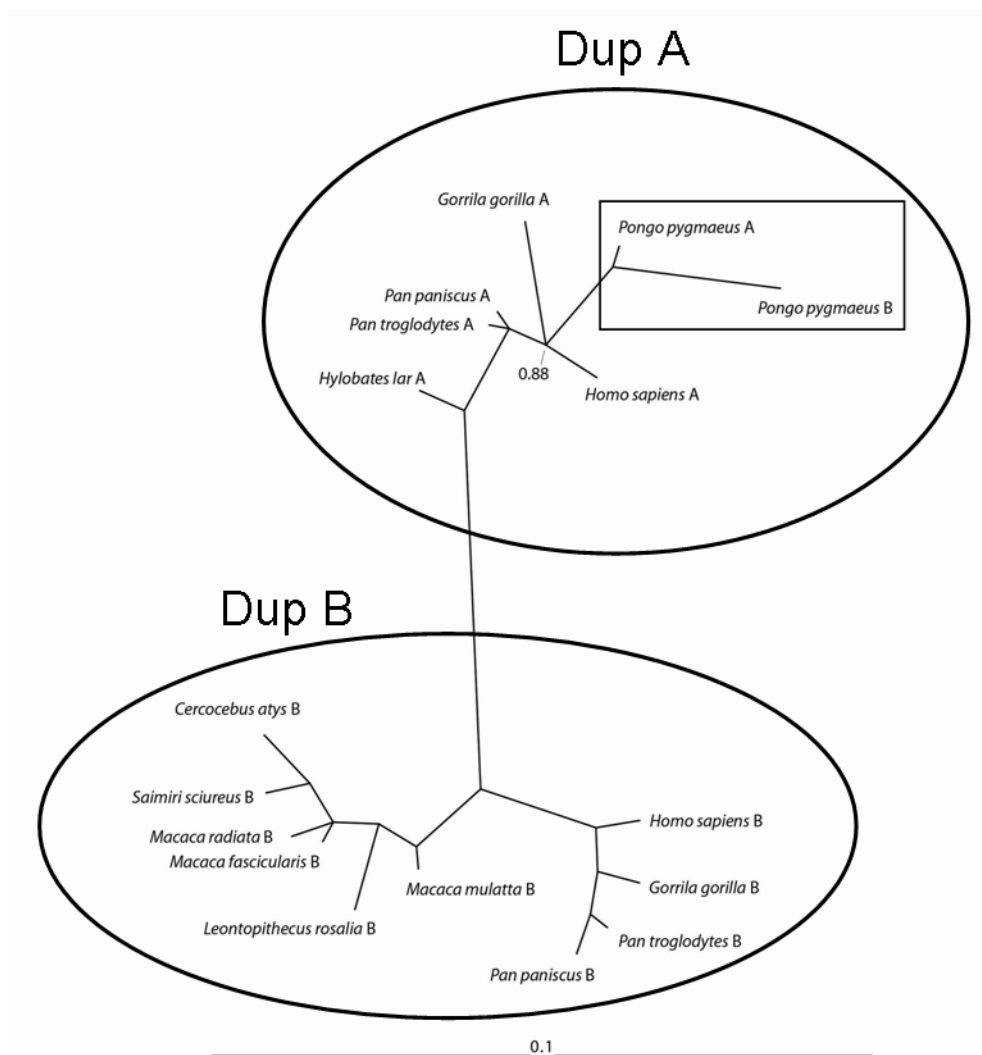 Dup A
Gorrila gorilla A
Pongo pygmaeus A
Pan paniscus A
Pongo pygmaeus B
Pan troglodytes A
0.88
Hylobates lar A
Homo sapiens A
Dup B
Cercocebus atys B
Saimiri sciureus B
Homo sapiens B
Macaca radiata B
Macaca fascicularis B
Macaca mulatta B
Gorrila gorilla B
Leontopithecus rosalia B
Pan troglodytes B
Pan paniscus B
0.1